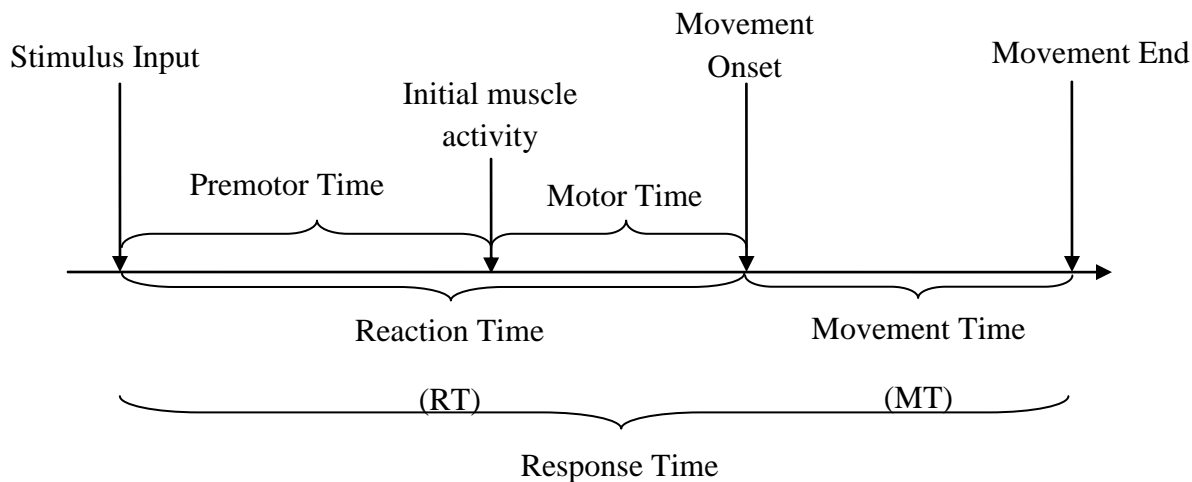 Movement
Onset
Stimulus Input
Movement End
Initial muscle
activity
Premotor Time
Motor Time
Reaction Time
Movement Time
(RT)
(MT)
Response Time